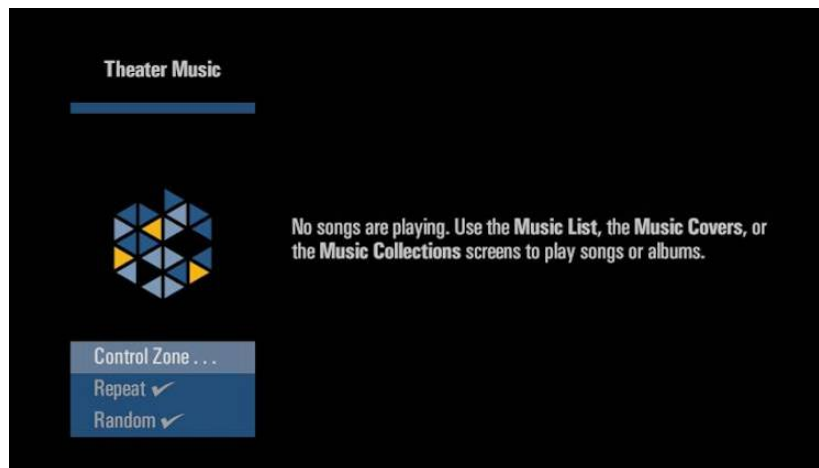 Theater Music
No songs are playing. Use the Music List, the Music Covers, or
the Music Collections screens to play songs or albums.
Control Zone . . .
Repeat ✔
Random ✔